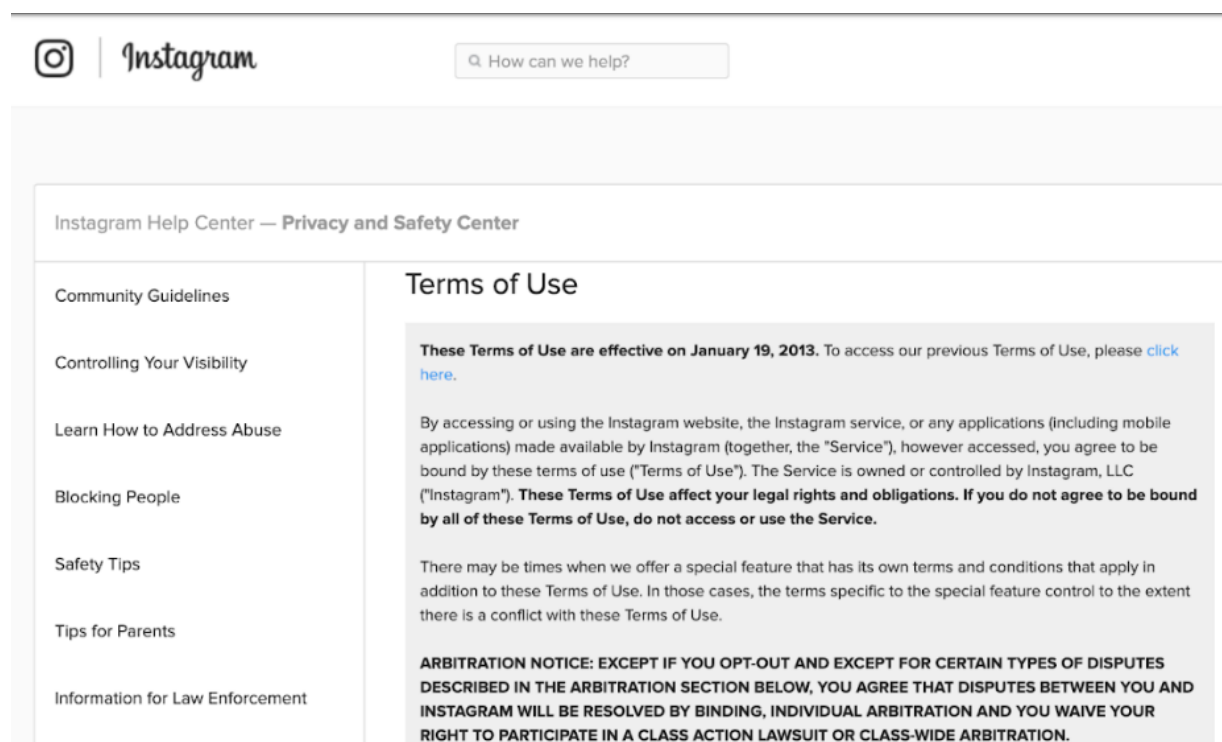 Instagram
How can we help?
Instagram Help Center — Privacy and Safety Center
Community Guidelines
Controlling Your Visibility
Learn How to Address Abuse
Blocking People
Safety Tips
Tips for Parents
Information for Law Enforcement
Terms of Use
These Terms of Use are effective on January 19, 2013. To access our previous Terms of Use, please click
here.
By accessing or using the Instagram website, the Instagram service, or any applications (including mobile
applications) made available by Instagram (together, the "Service"), however accessed, you agree to be
bound by these terms of use ("Terms of Use"). The Service is owned or controlled by Instagram, LLC
("Instagram"). These Terms of Use affect your legal rights and obligations. If you do not agree to be bound
by all of these Terms of Use, do not access or use the Service.
There may be times when we offer a special feature that has its own terms and conditions that apply in
addition to these Terms of Use. In those cases, the terms specific to the special feature control to the extent
there is a conflict with these Terms of Use.
ARBITRATION NOTICE: EXCEPT IF YOU OPT-OUT AND EXCEPT FOR CERTAIN TYPES OF DISPUTES
DESCRIBED IN THE ARBITRATION SECTION BELOW, YOU AGREE THAT DISPUTES BETWEEN YOU AND
INSTAGRAM WILL BE RESOLVED BY BINDING, INDIVIDUAL ARBITRATION AND YOU WAIVE YOUR
RIGHT TO PARTICIPATE IN A CLASS ACTION LAWSUIT OR CLASS-WIDE ARBITRATION.